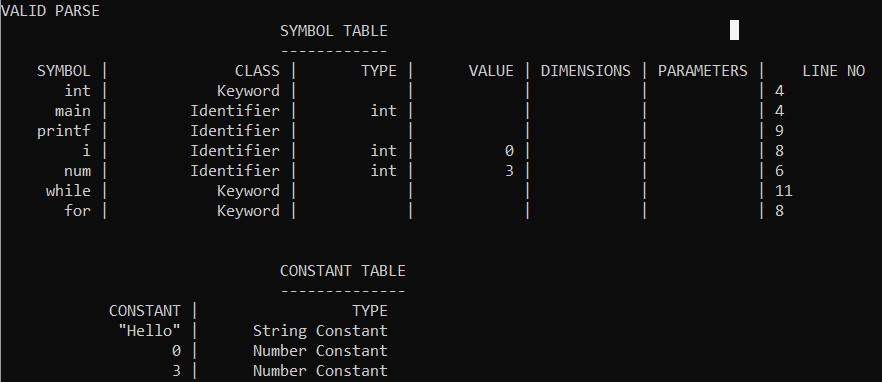 VALID PARSE
SYMBOL TABLE
------------
SYMBOL | CLASS | TYPE | VALUE | DIMENSIONS | PARAMETERS | LINE NO
int | Keyword | | | | | 4
main | Identifier | int | | | | 4
printf | Identifier | | | | | 9
i | Identifier | int | 0 | | | 8
num | Identifier | int | 3 | | | 6
while | Keyword | | | | | 11
for | Keyword | | | | | 8
CONSTANT TABLE
--------------
CONSTANT | TYPE
"Hello" | String Constant
0 | Number Constant
3 | Number Constant